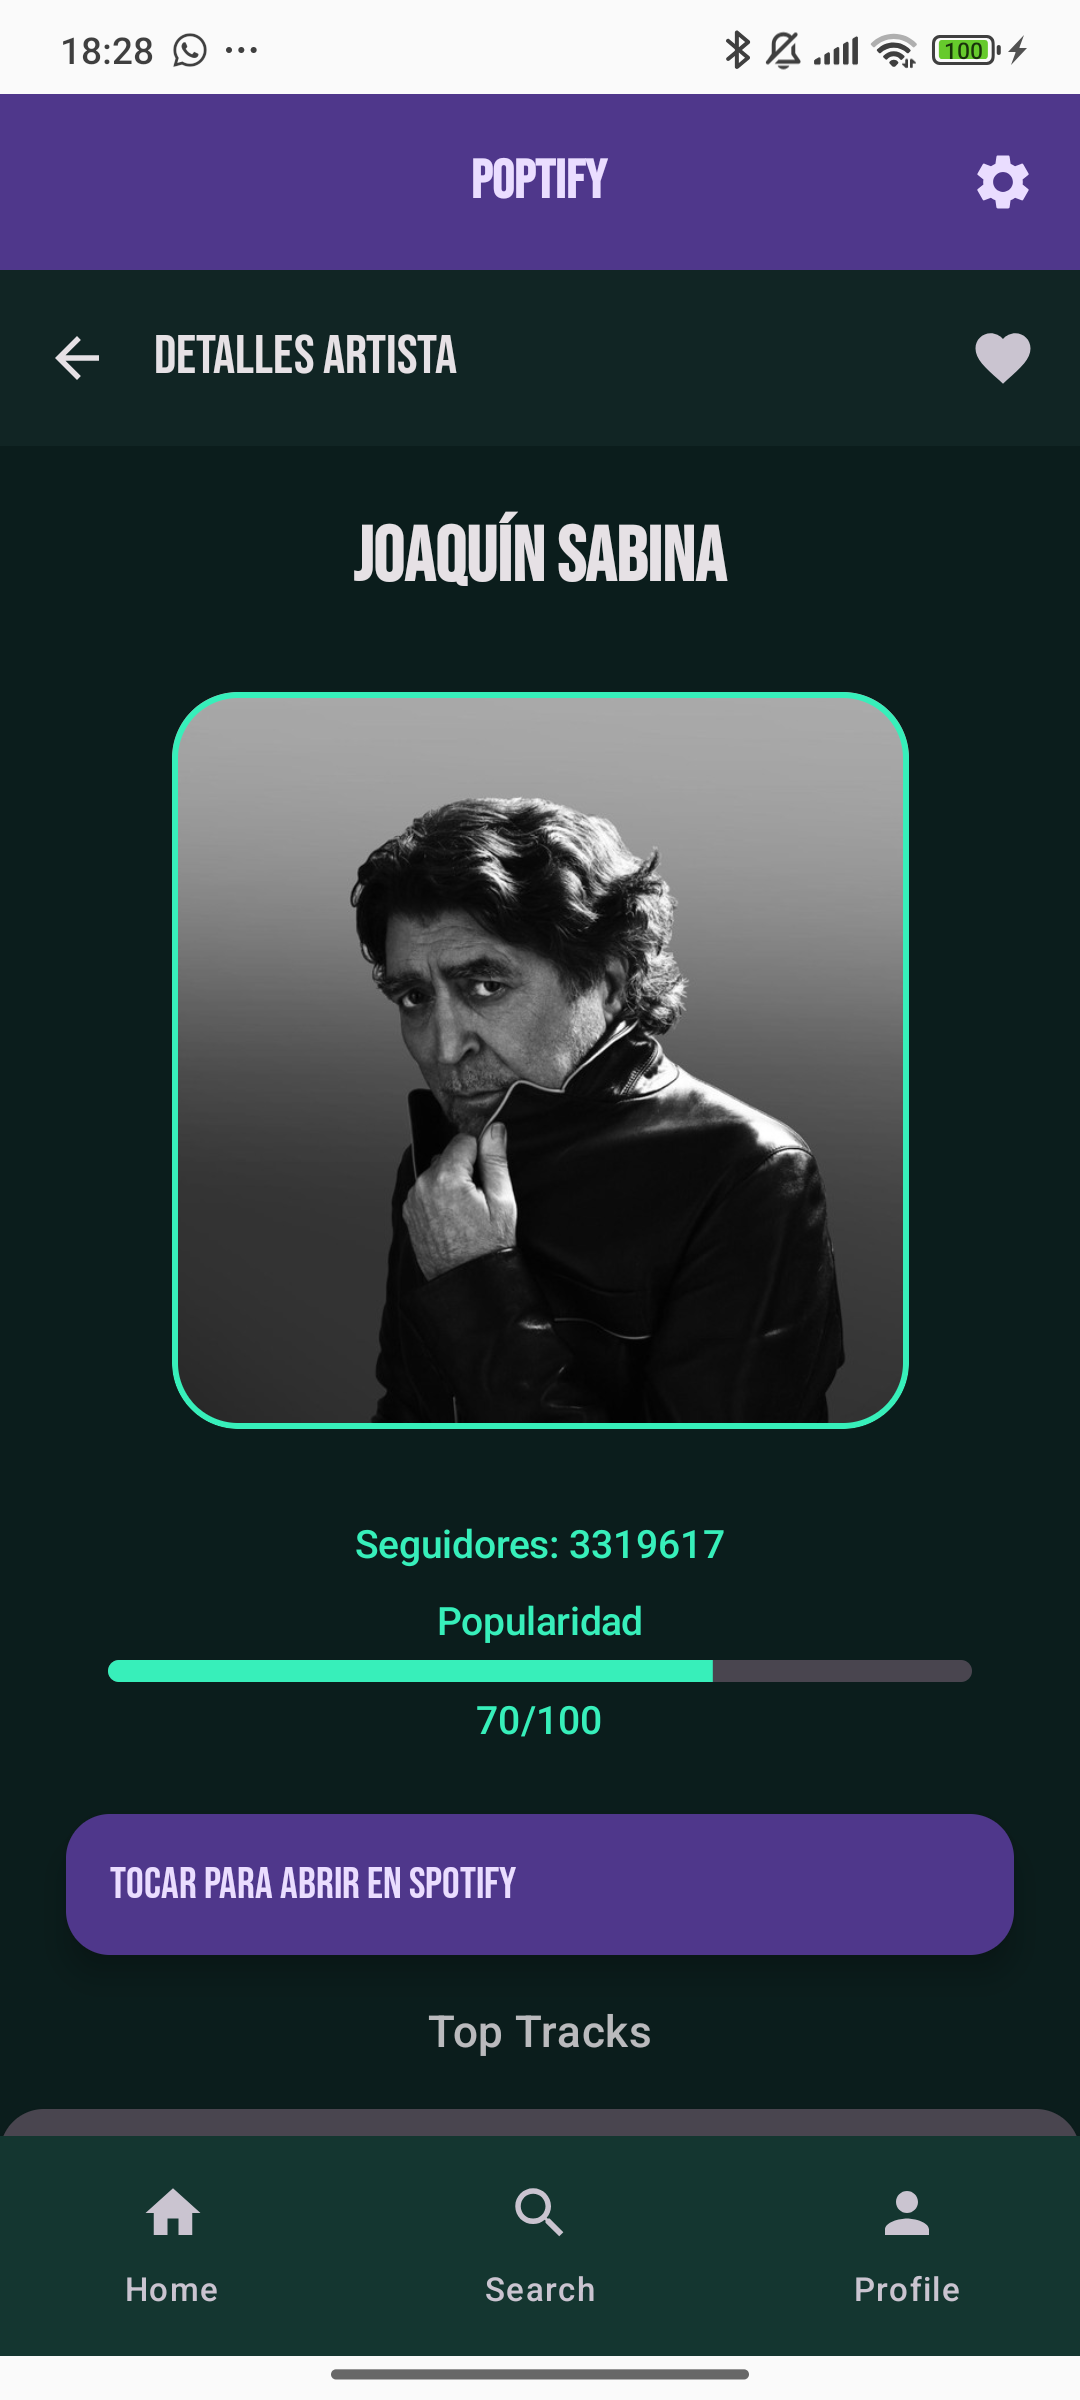 18:28
100
POPTIFY
DETALLES ARTISTA
JOAQUÍN SABINA
Seguidores: 3319617
Popularidad
70/100
TOCAR PARA ABRIR EN SPOTIFY
Top Tracks
Home Search Profile